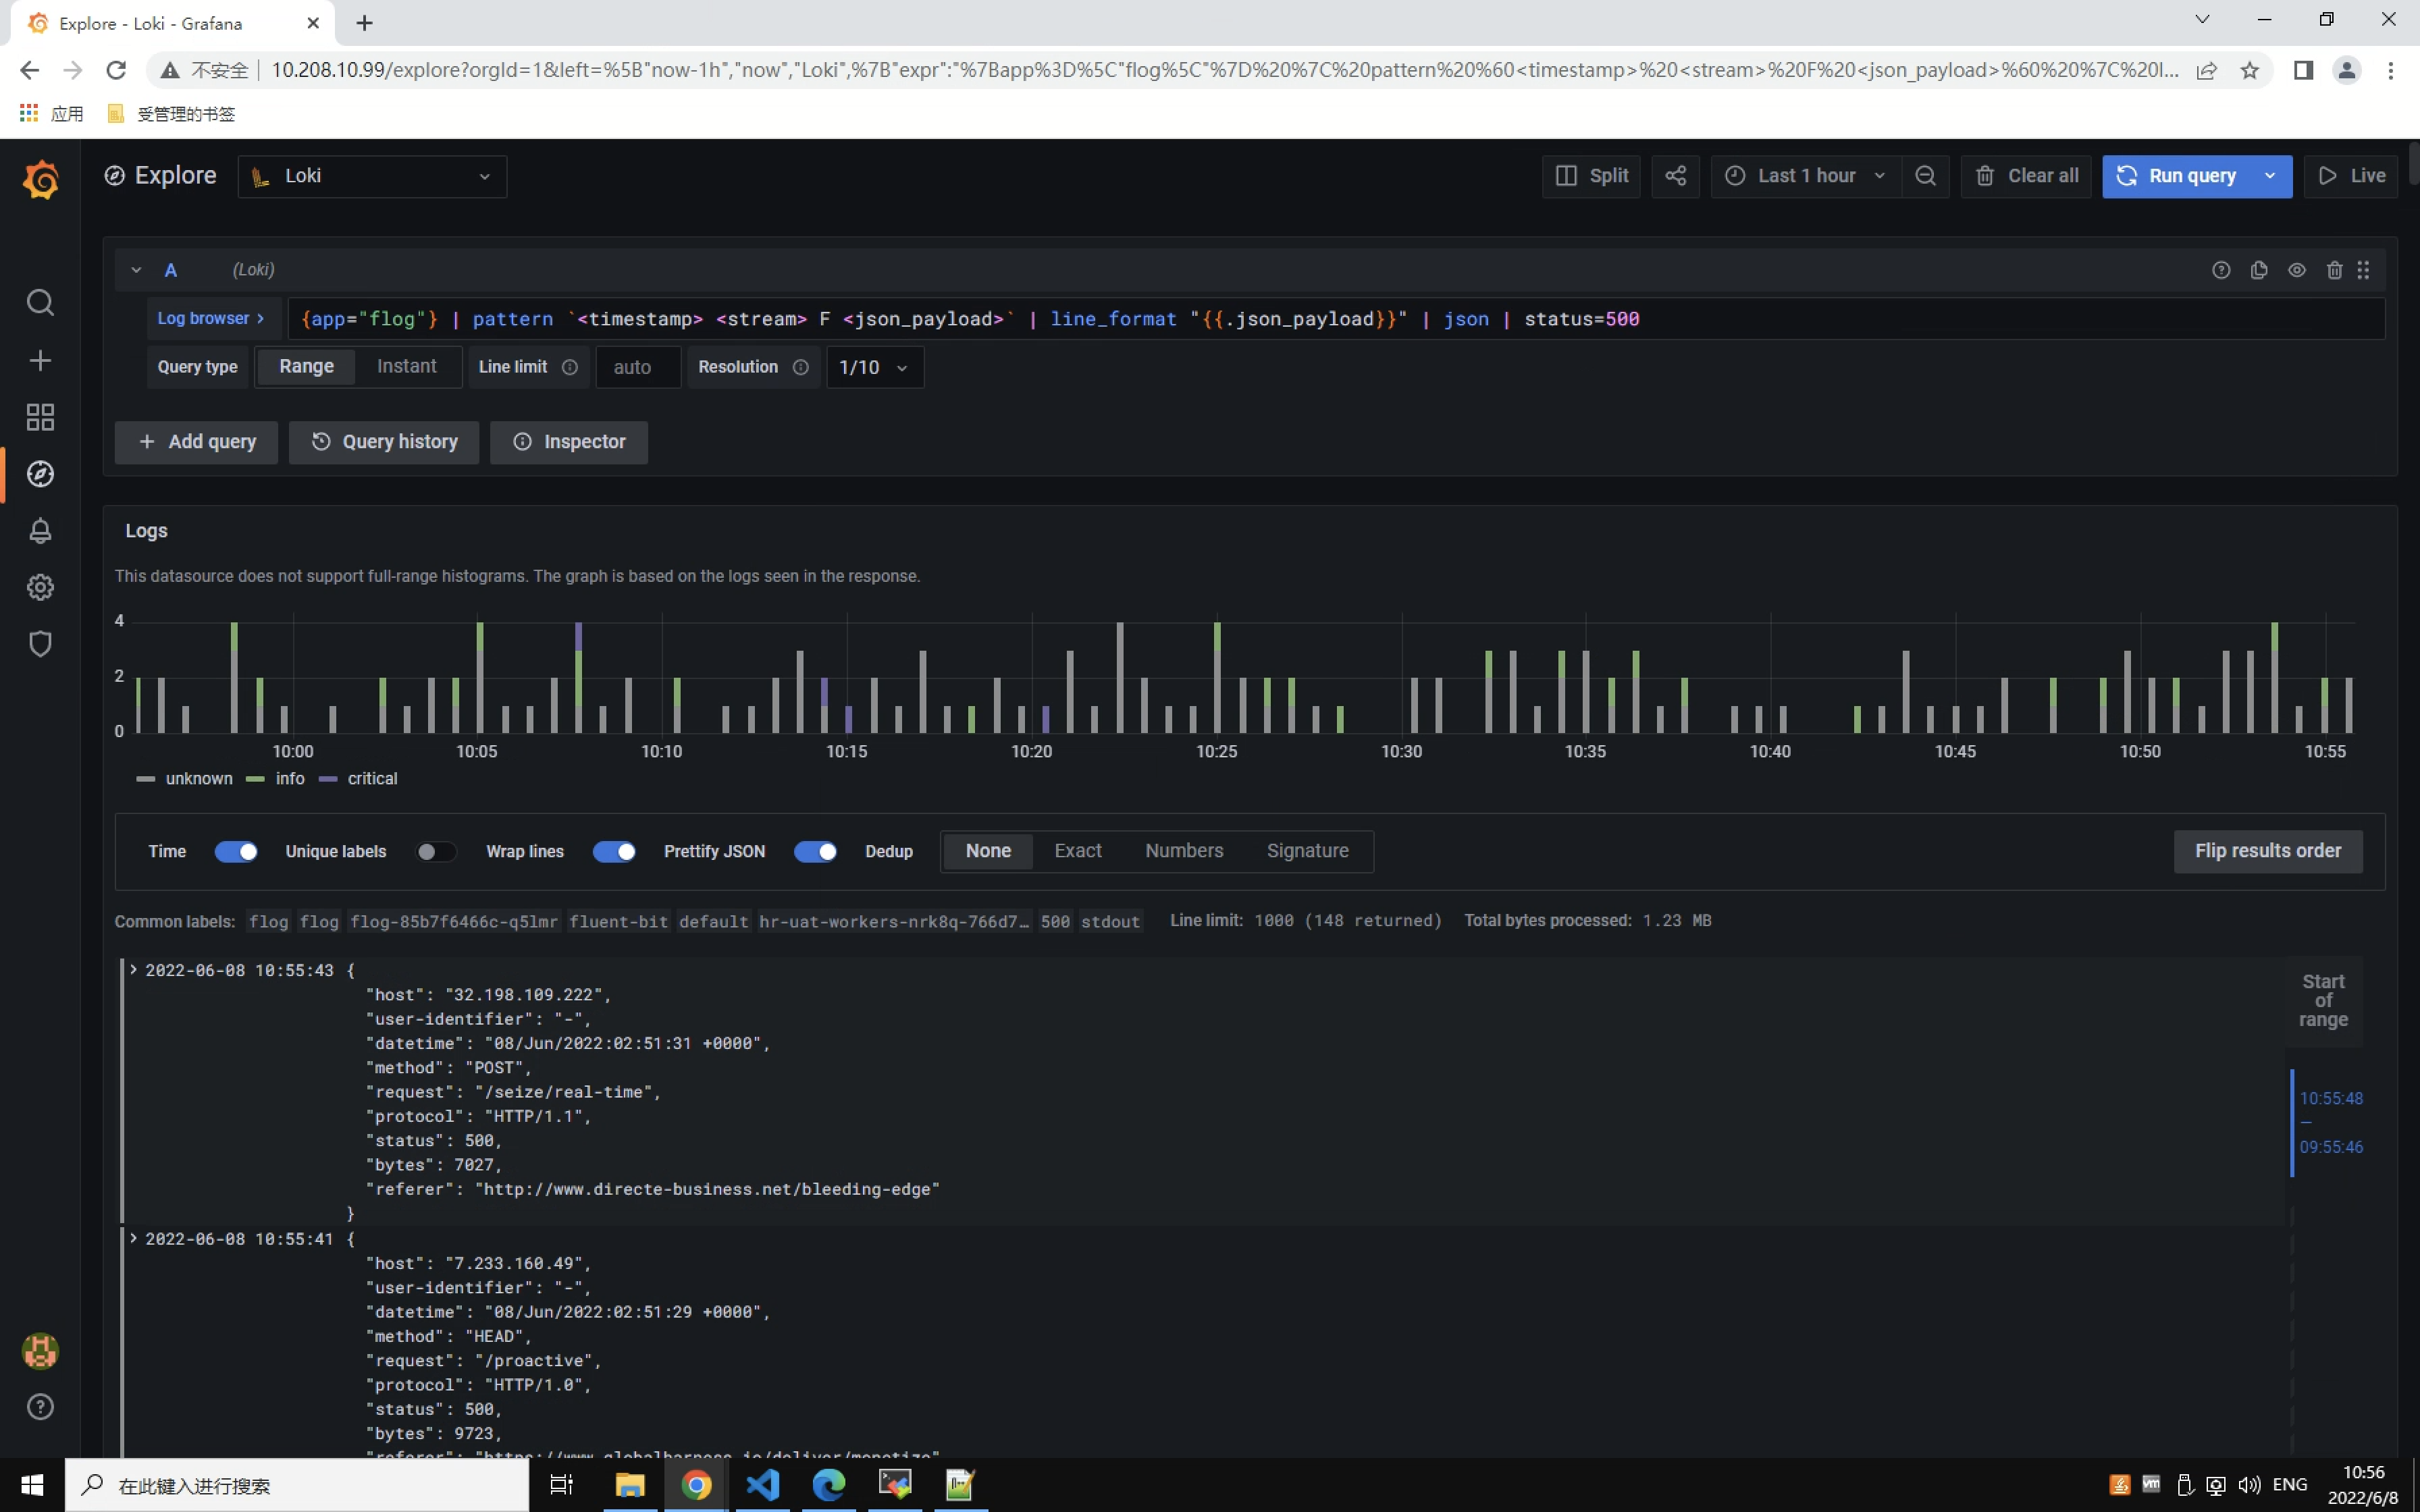 Explore - Loki - Grafana
不安全 10.208.10.99/explore?orgId=1&left=%5B"now-1h","now","Loki",%7B"expr":"%7Bapp%3D%5C"flog%5C"%7D%20%7C%20pattern%20%60<timestamp>%20<stream>%20F%20<json_payload>%60%20%7C%20l...
应用 受管理的书签
Explore Loki Split Last 1 hour Clear all Run query Live
A (Loki)
Log browser > {app="flog"} | pattern `<timestamp> <stream> F <json_payload>` | line_format "{{.json_payload}}" | json | status=500
Query type Range Instant Line limit auto Resolution 1/10
+ Add query Query history Inspector
Logs
This datasource does not support full-range histograms. The graph is based on the logs seen in the response.
4
2
0
10:00 10:05 10:10 10:15 10:20 10:25 10:30 10:35 10:40 10:45 10:50 10:55
unknown info critical
Time Unique labels Wrap lines Prettify JSON Dedup None Exact Numbers Signature Flip results order
Common labels: flog flog flog-85b7f6466c-q5lmr fluent-bit default hr-uat-workers-nrk8q-766d7… 500 stdout Line limit: 1000 (148 returned) Total bytes processed: 1.23 MB
> 2022-06-08 10:55:43 {
"host": "32.198.109.222",
"user-identifier": "-",
"datetime": "08/Jun/2022:02:51:31 +0000",
"method": "POST",
"request": "/seize/real-time",
"protocol": "HTTP/1.1",
"status": 500,
"bytes": 7027,
"referer": "http://www.directe-business.net/bleeding-edge"
}
Start
of
range
10:55:48
—
09:55:46
> 2022-06-08 10:55:41 {
"host": "7.233.160.49",
"user-identifier": "-",
"datetime": "08/Jun/2022:02:51:29 +0000",
"method": "HEAD",
"request": "/proactive",
"protocol": "HTTP/1.0",
"status": 500,
"bytes": 9723,
"referer": "https://www.globalharness.io/deliver/monetize"
在此键入进行搜索
vm ENG
10:56
2022/6/8